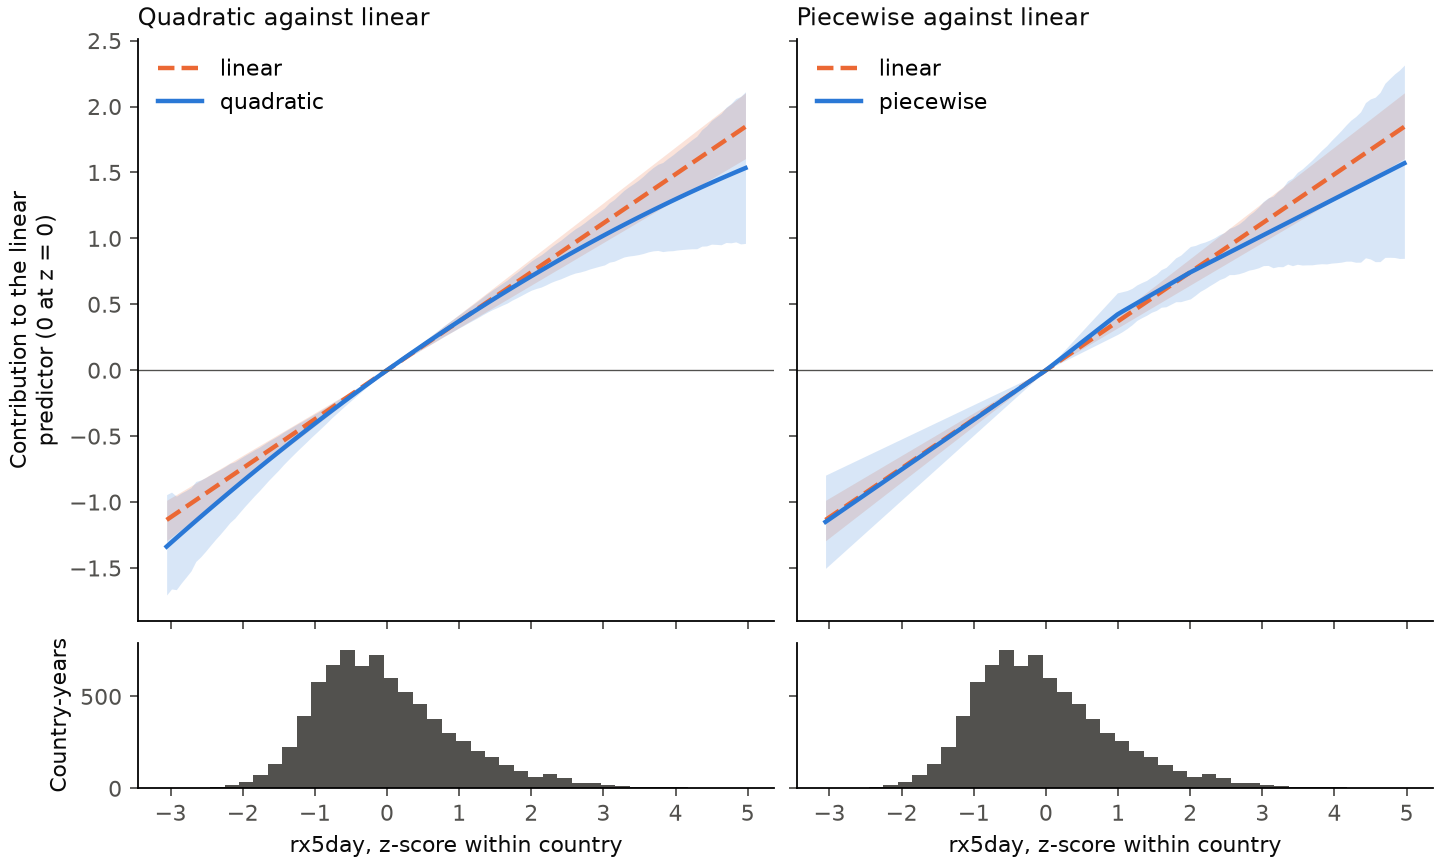 Quadratic against linear
Piecewise against linear
Contribution to the linear
predictor (0 at z = 0)
2.5
2.0
1.5
1.0
0.5
0.0
−0.5
−1.0
−1.5
linear
quadratic
linear
piecewise
Country-years
500
0
−3 −2 −1 0 1 2 3 4 5
−3 −2 −1 0 1 2 3 4 5
rx5day, z-score within country
rx5day, z-score within country